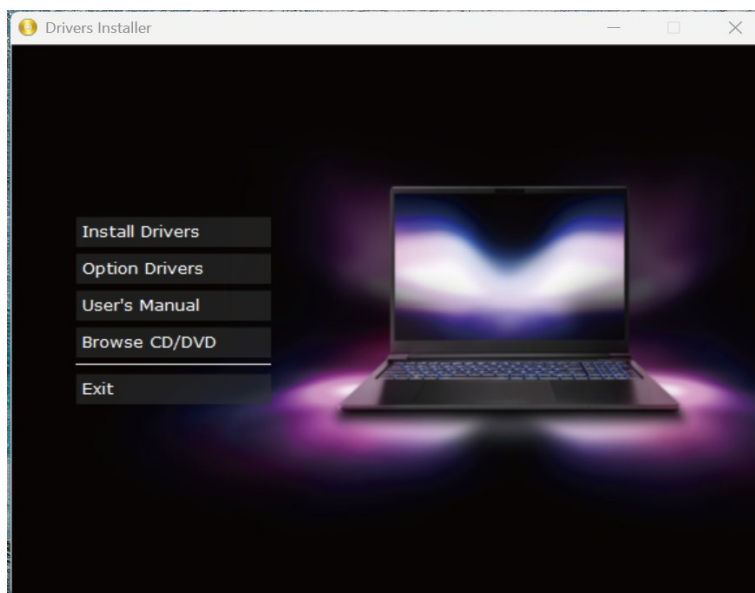 Drivers Installer
Install Drivers
Option Drivers
User's Manual
Browse CD/DVD
Exit